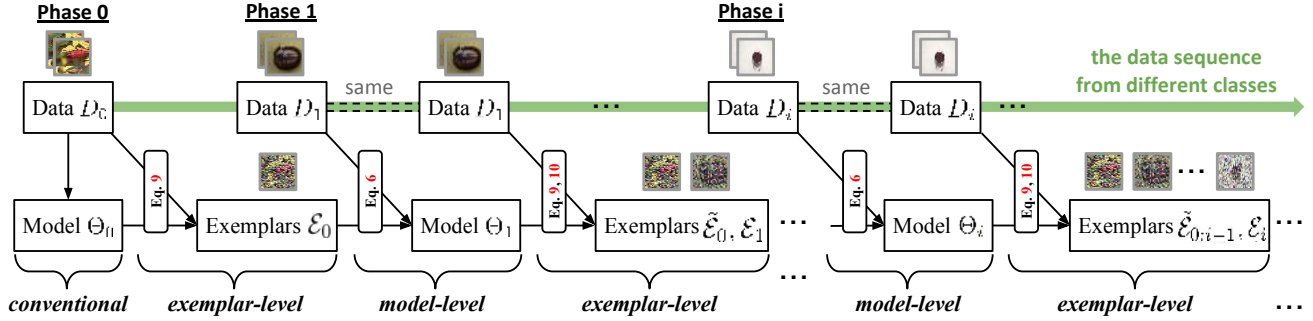 Phase 0
Phase 1
Phase i
the data sequence
from different classes
Data D₀
Data D₁
same
Data D₁
...
Data Dᵢ
same
Data Dᵢ
...
Eq. 9
Eq. 6
Eq. 9, 10
Eq. 6
Eq. 9, 10
...
Model Θ₀
Exemplars ℰ₀
Model Θ₁
Exemplars ℰ̃₀, ℰ₁
...
Model Θᵢ
Exemplars ℰ̃₀:ᵢ₋₁, ℰᵢ
...
...
conventional
exemplar-level
model-level
exemplar-level
model-level
exemplar-level
...